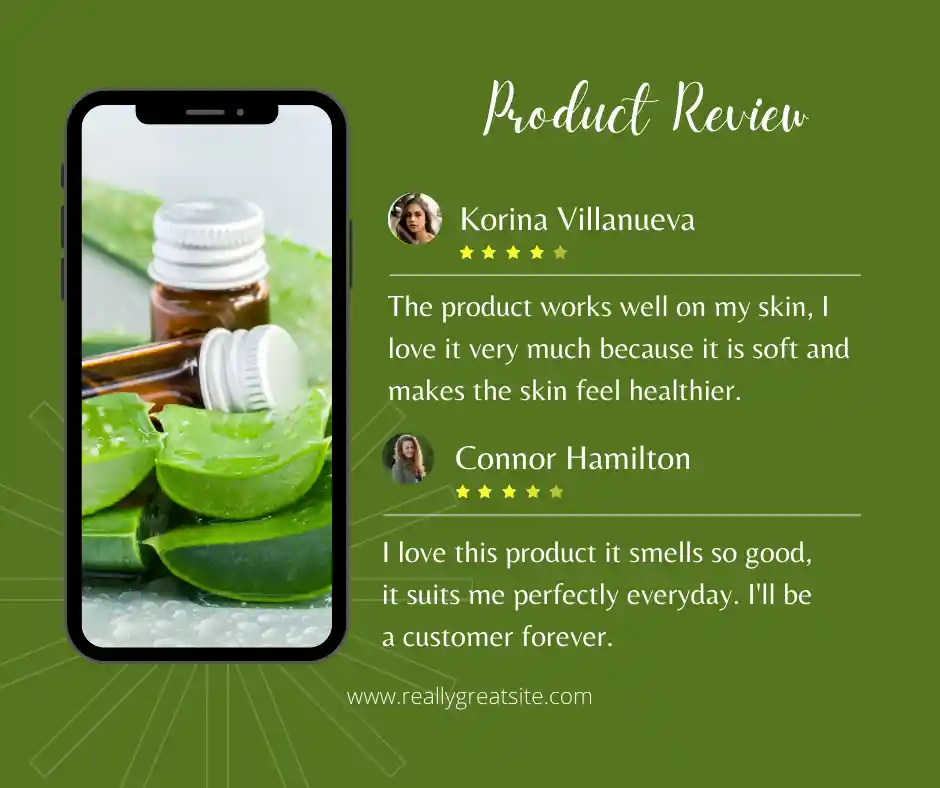 Product Review
Korina Villanueva
The product works well on my skin, I
love it very much because it is soft and
makes the skin feel healthier.
Connor Hamilton
I love this product it smells so good,
it suits me perfectly everyday. I'll be
a customer forever.
www.reallygreatsite.com